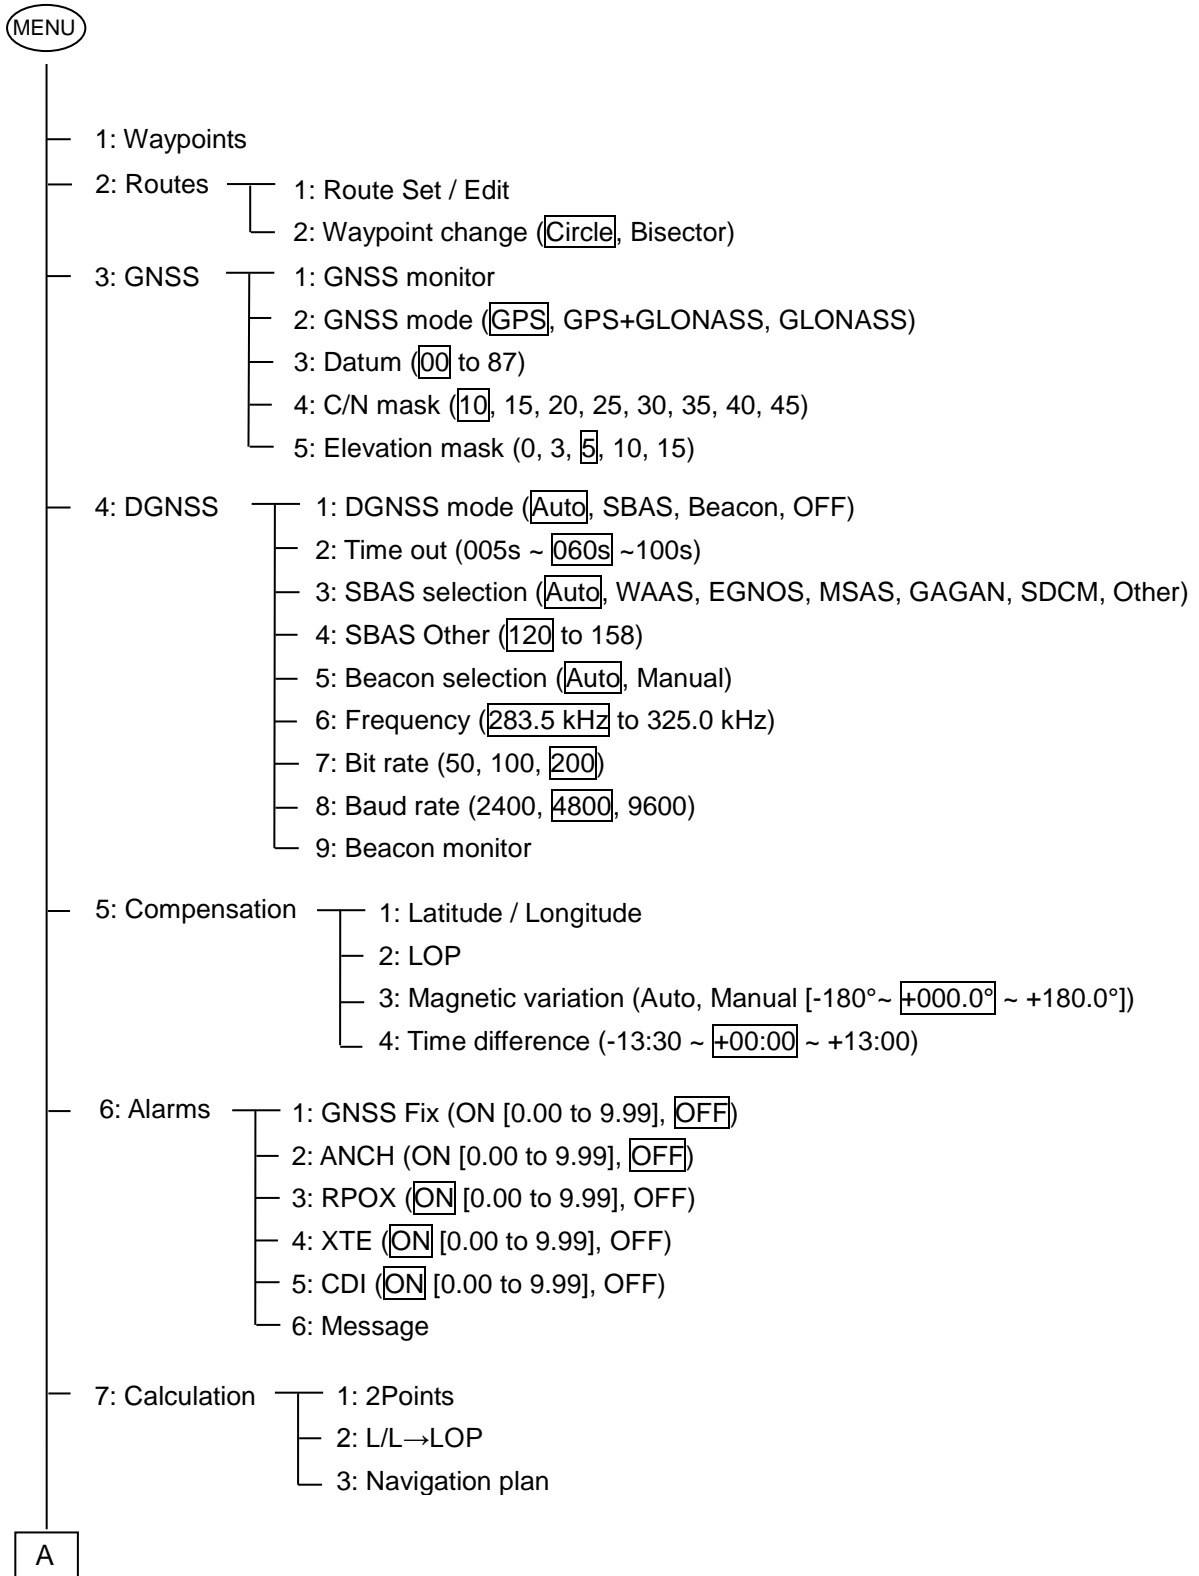 MENU
1: Waypoints
2: Routes
1: Route Set / Edit
2: Waypoint change (Circle, Bisector)
3: GNSS
1: GNSS monitor
2: GNSS mode (GPS, GPS+GLONASS, GLONASS)
3: Datum (00 to 87)
4: C/N mask (10, 15, 20, 25, 30, 35, 40, 45)
5: Elevation mask (0, 3, 5, 10, 15)
4: DGNSS
1: DGNSS mode (Auto, SBAS, Beacon, OFF)
2: Time out (005s ~ 060s ~100s)
3: SBAS selection (Auto, WAAS, EGNOS, MSAS, GAGAN, SDCM, Other)
4: SBAS Other (120 to 158)
5: Beacon selection (Auto, Manual)
6: Frequency (283.5 kHz to 325.0 kHz)
7: Bit rate (50, 100, 200)
8: Baud rate (2400, 4800, 9600)
9: Beacon monitor
5: Compensation
1: Latitude / Longitude
2: LOP
3: Magnetic variation (Auto, Manual [-180°~ +000.0° ~ +180.0°])
4: Time difference (-13:30 ~ +00:00 ~ +13:00)
6: Alarms
1: GNSS Fix (ON [0.00 to 9.99], OFF)
2: ANCH (ON [0.00 to 9.99], OFF)
3: RPOX (ON [0.00 to 9.99], OFF)
4: XTE (ON [0.00 to 9.99], OFF)
5: CDI (ON [0.00 to 9.99], OFF)
6: Message
7: Calculation
1: 2Points
2: L/L→LOP
3: Navigation plan
A